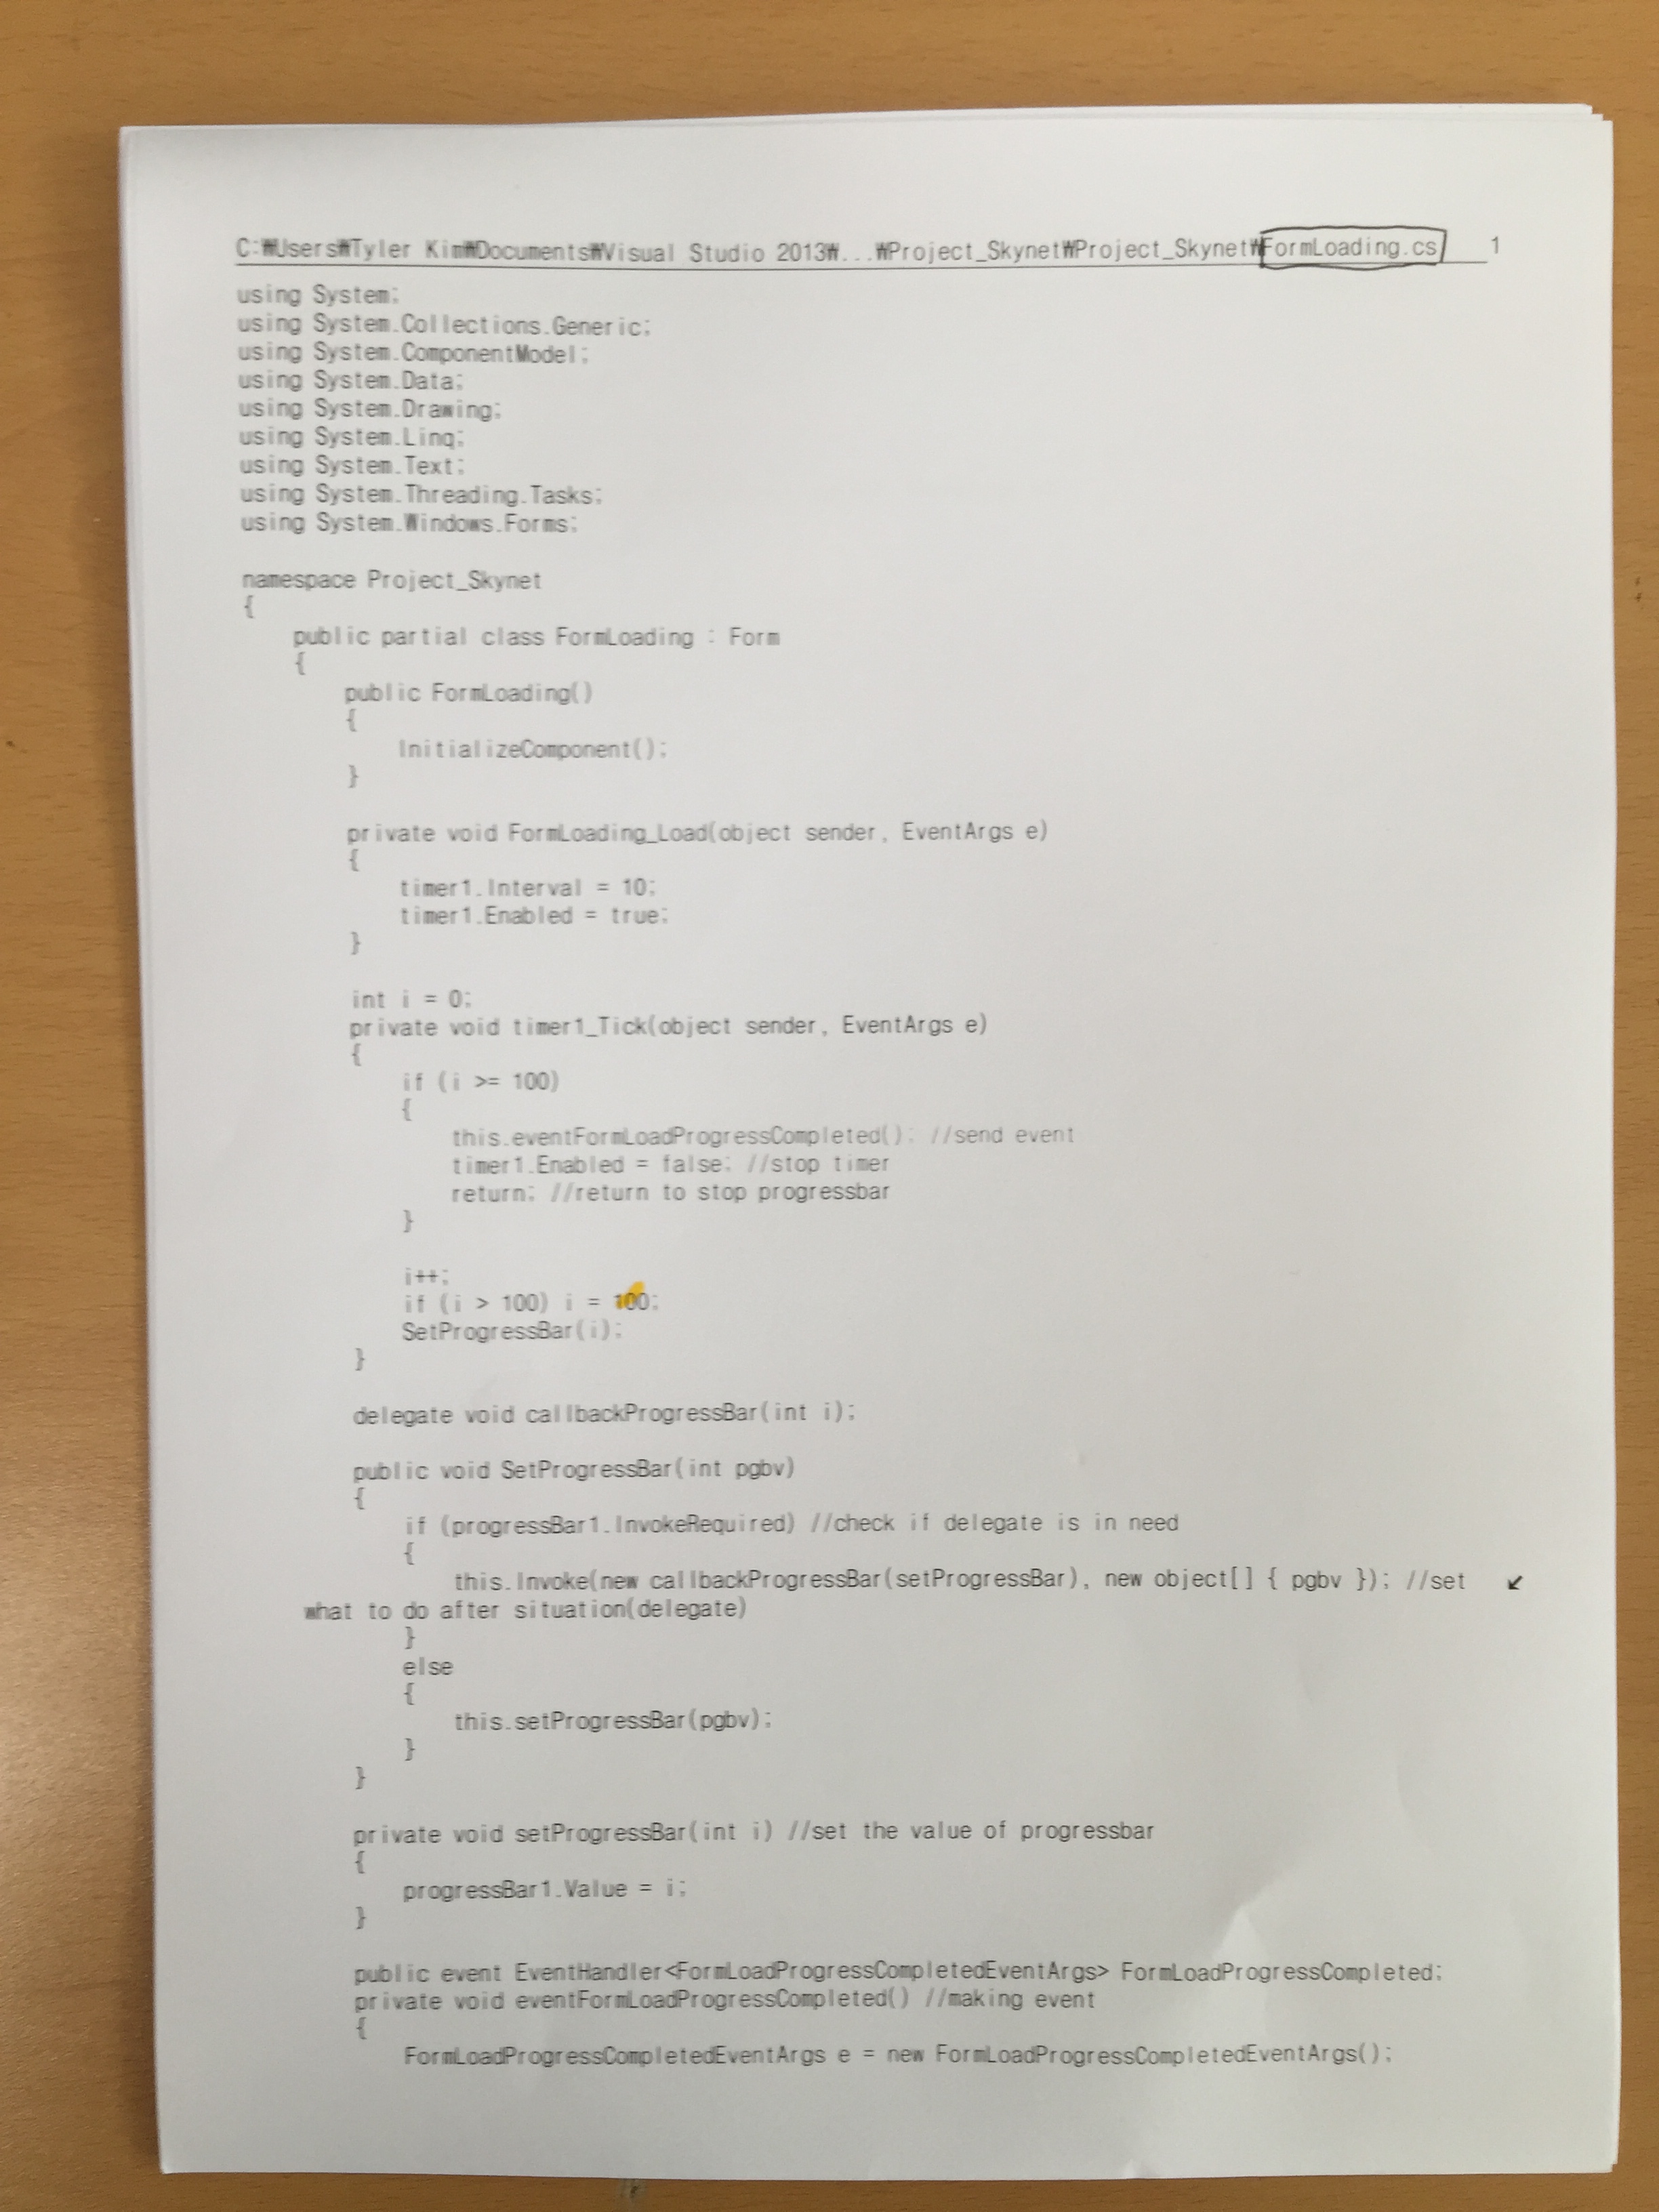 C:₩Users₩Tyler Kim₩Documents₩Visual Studio 2013₩...₩Project_Skynet₩Project_Skynet₩FormLoading.cs 1
using System;
using System.Collections.Generic;
using System.ComponentModel;
using System.Data;
using System.Drawing;
using System.Linq;
using System.Text;
using System.Threading.Tasks;
using System.Windows.Forms;
namespace Project_Skynet
{
public partial class FormLoading : Form
{
public FormLoading()
{
InitializeComponent();
}
private void FormLoading_Load(object sender, EventArgs e)
{
timer1.Interval = 10;
timer1.Enabled = true;
}
int i = 0;
private void timer1_Tick(object sender, EventArgs e)
{
if (i >= 100)
{
this.eventFormLoadProgressCompleted(); //send event
timer1.Enabled = false; //stop timer
return; //return to stop progressbar
}
i++;
if (i > 100) i = 100;
SetProgressBar(i);
}
delegate void callbackProgressBar(int i);
public void SetProgressBar(int pgbv)
{
if (progressBar1.InvokeRequired) //check if delegate is in need
{
this.Invoke(new callbackProgressBar(setProgressBar), new object[] { pgbv }); //set ↙
what to do after situation(delegate)
}
else
{
this.setProgressBar(pgbv);
}
}
private void setProgressBar(int i) //set the value of progressbar
{
progressBar1.Value = i;
}
public event EventHandler<FormLoadProgressCompletedEventArgs> FormLoadProgressCompleted;
private void eventFormLoadProgressCompleted() //making event
{
FormLoadProgressCompletedEventArgs e = new FormLoadProgressCompletedEventArgs();